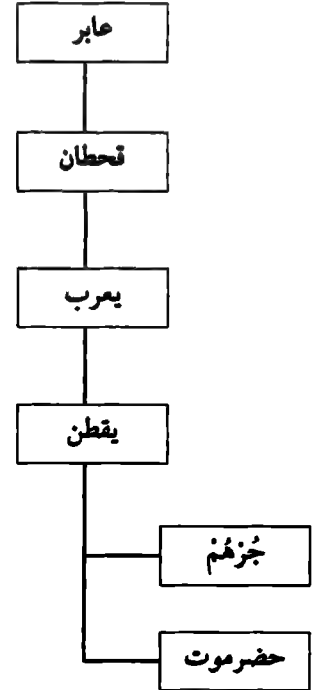 عابر
قحطان
يعرب
يقطن
جُرْهُمْ
حضرموت